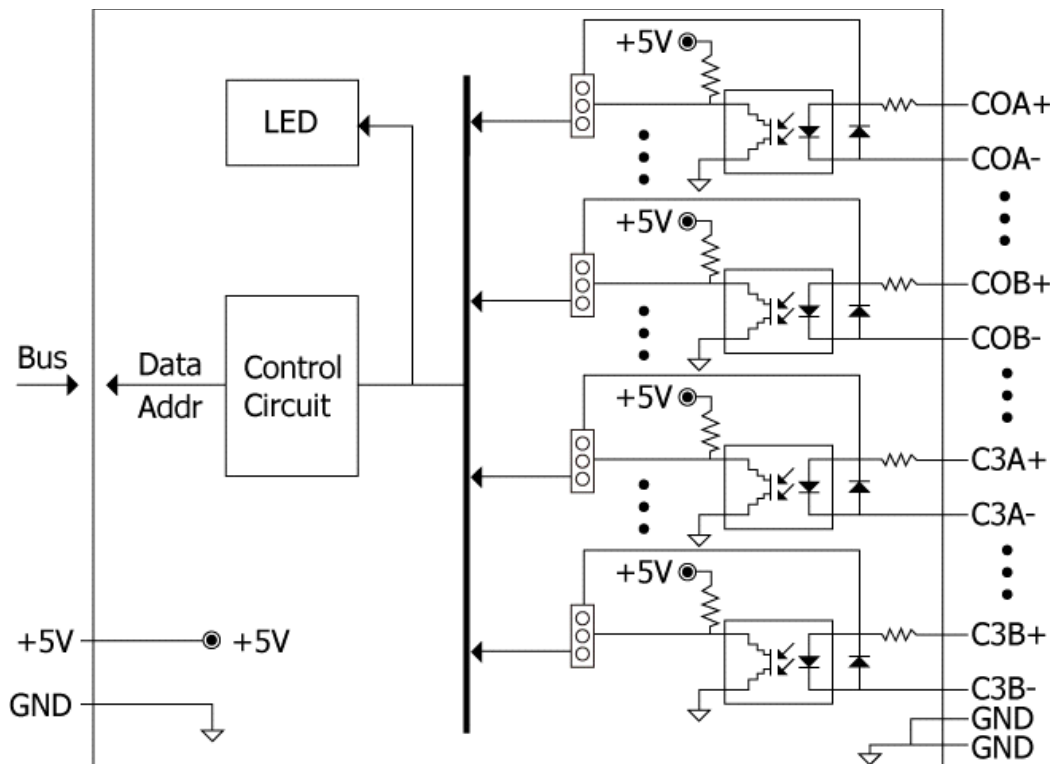 +5V
LED
COA+
COA-
+5V
COB+
COB-
Bus
Data
Addr
Control
Circuit
+5V
C3A+
C3A-
+5V
+5V
+5V
C3B+
C3B-
GND
GND
GND